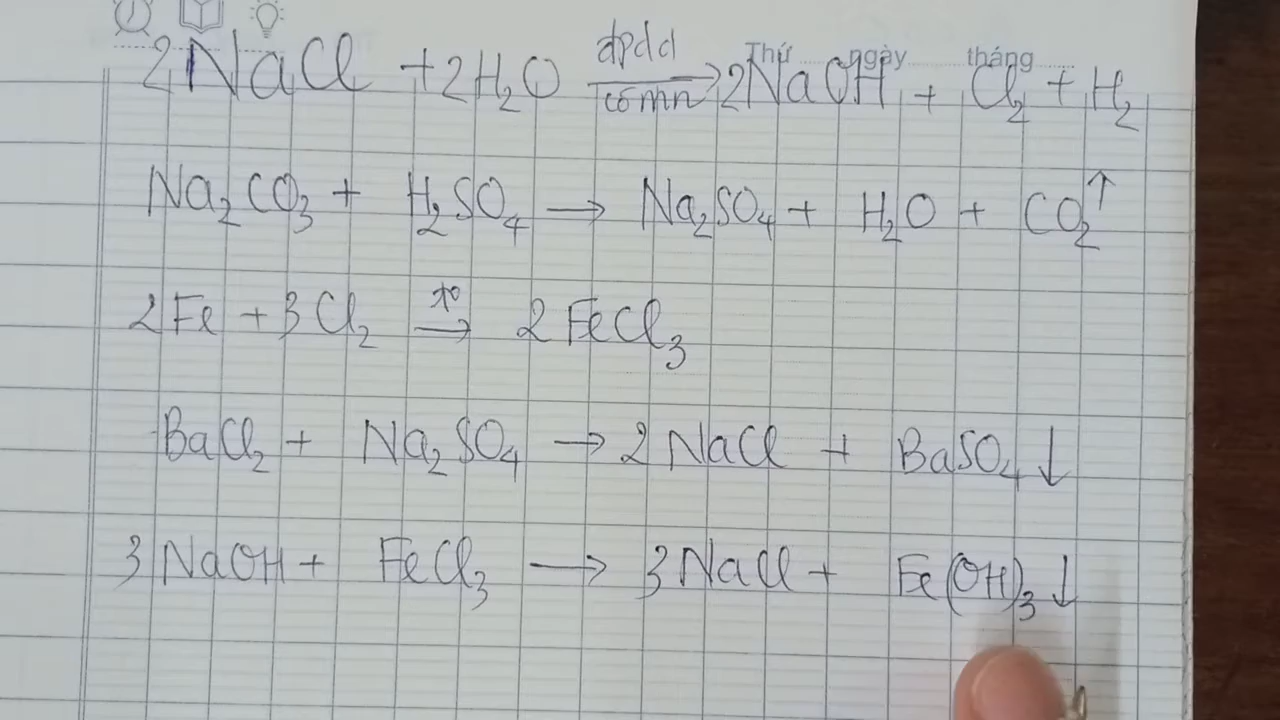 Thứ ngày tháng
2NaCl + 2H₂O —đpdd/có mn→ 2NaOH + Cl₂ + H₂
Na₂CO₃ + H₂SO₄ → Na₂SO₄ + H₂O + CO₂↑
2Fe + 3Cl₂ —t°→ 2FeCl₃
BaCl₂ + Na₂SO₄ → 2NaCl + BaSO₄↓
3NaOH + FeCl₃ → 3NaCl + Fe(OH)₃↓